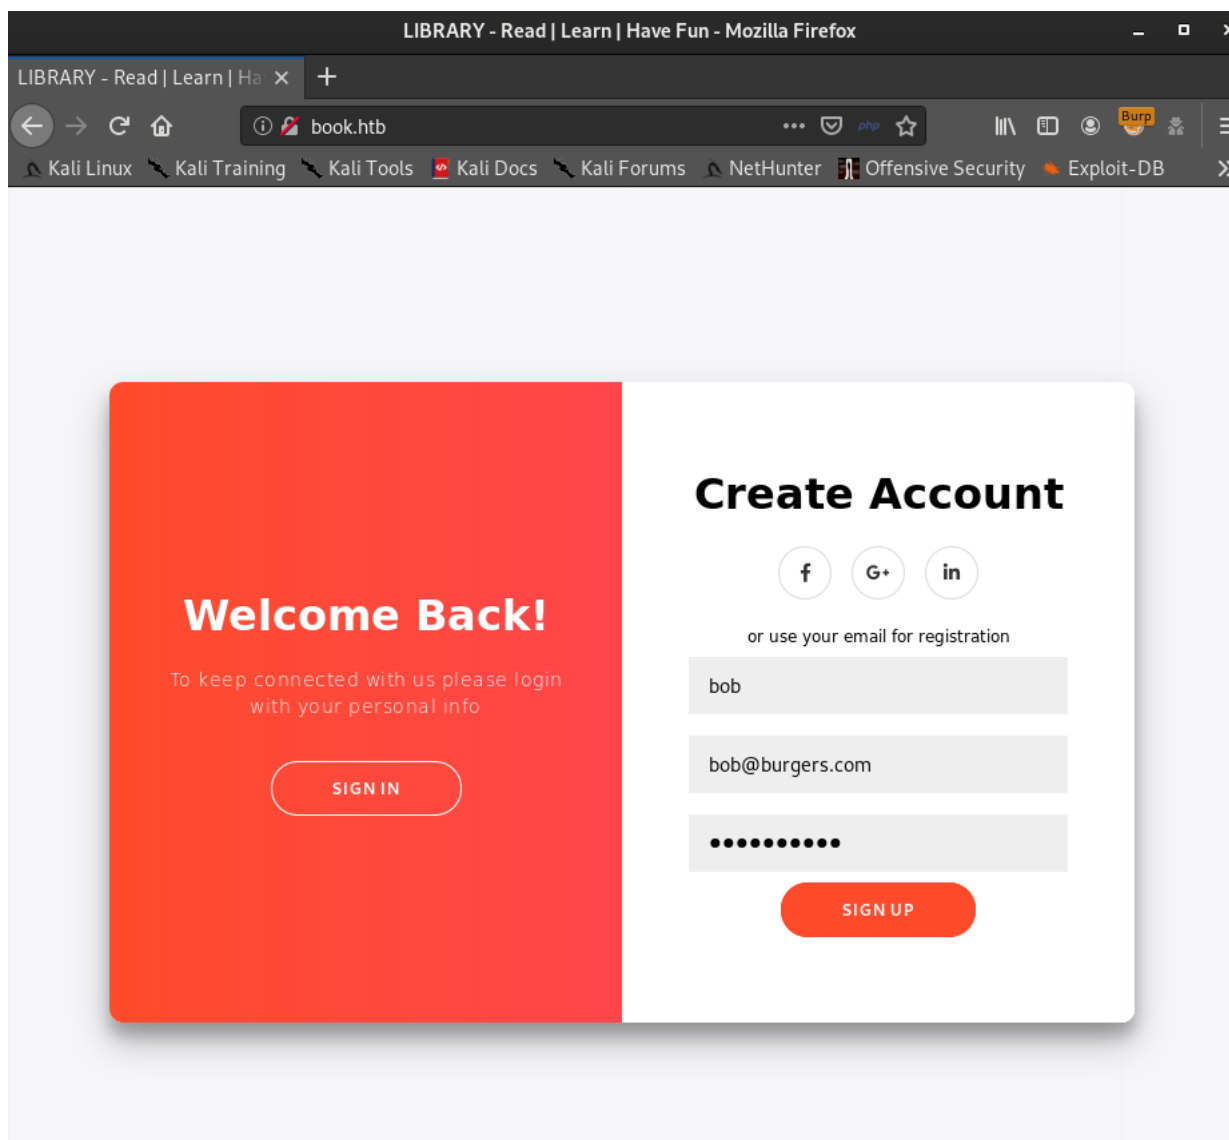 LIBRARY - Read | Learn | Have Fun - Mozilla Firefox
LIBRARY - Read | Learn | Ha
book.htb
php
Burp
Kali Linux Kali Training Kali Tools Kali Docs Kali Forums NetHunter Offensive Security Exploit-DB
Create Account
f G+ in
or use your email for registration
Welcome Back!
To keep connected with us please login
with your personal info
SIGN IN
bob
bob@burgers.com
SIGN UP